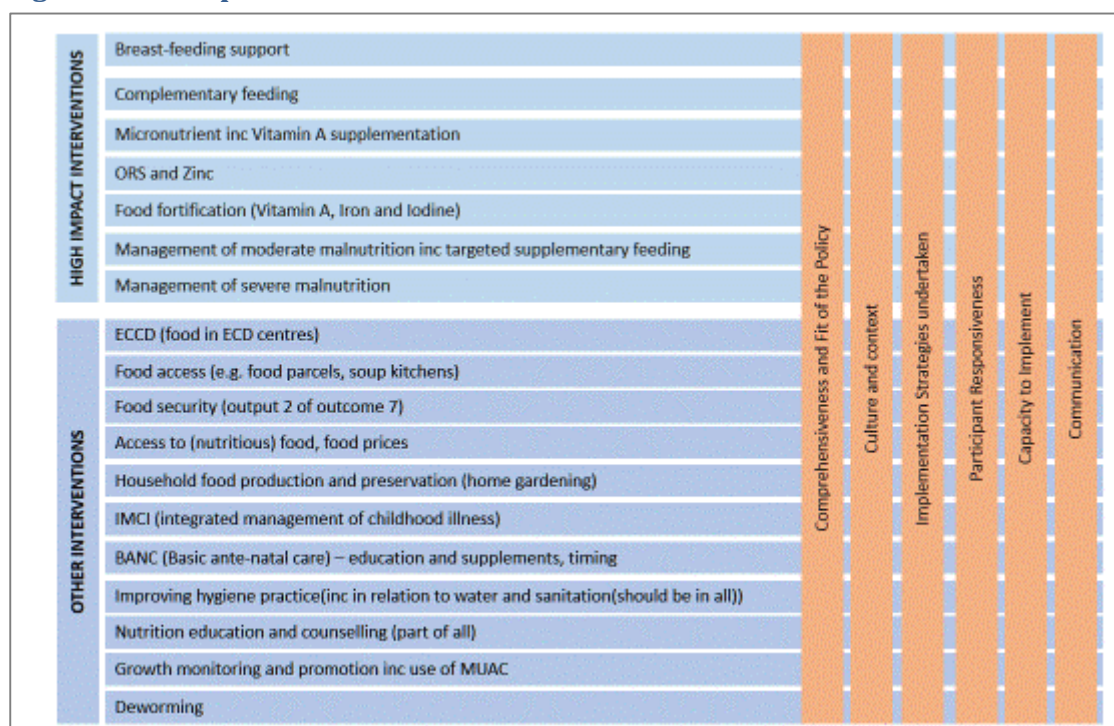 HIGH IMPACT INTERVENTIONS
Breast-feeding support
Complementary feeding
Micronutrient inc Vitamin A supplementation
ORS and Zinc
Food fortification (Vitamin A, Iron and Iodine)
Management of moderate malnutrition inc targeted supplementary feeding
Management of severe malnutrition
OTHER INTERVENTIONS
ECCD (food in ECD centres)
Food access (e.g. food parcels, soup kitchens)
Food security (output 2 of outcome 7)
Access to (nutritious) food, food prices
Household food production and preservation (home gardening)
IMCI (integrated management of childhood illness)
BANC (Basic ante-natal care) – education and supplements, timing
Improving hygiene practice(inc in relation to water and sanitation(should be in all))
Nutrition education and counselling (part of all)
Growth monitoring and promotion inc use of MUAC
Deworming
Comprehensiveness and Fit of the Policy
Culture and context
Implementation Strategies undertaken
Participant Responsiveness
Capacity to Implement
Communication